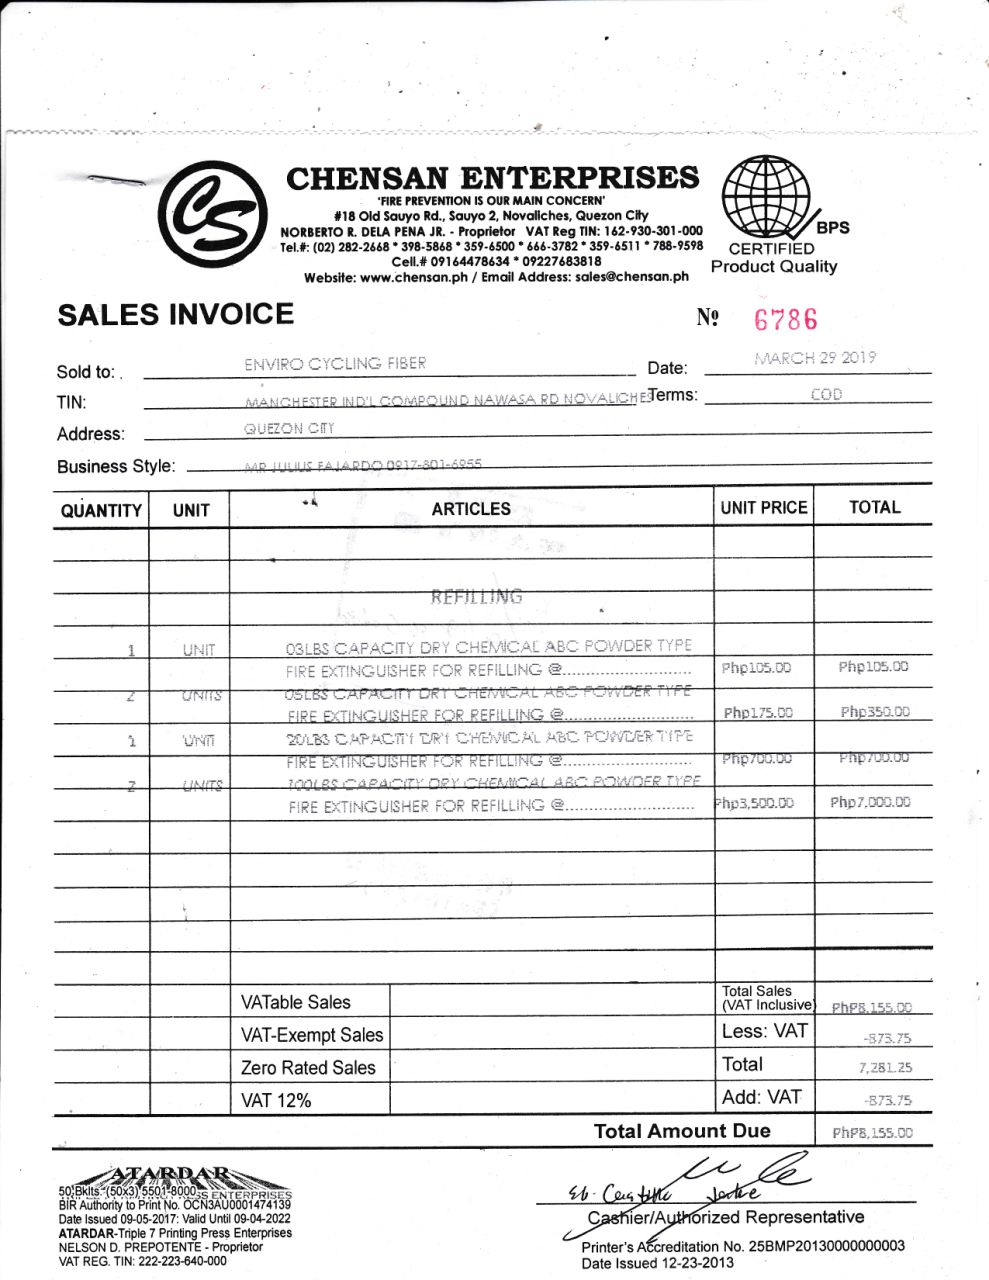 CS
CHENSAN ENTERPRISES
'FIRE PREVENTION IS OUR MAIN CONCERN'
#18 Old Sauyo Rd., Sauyo 2, Novaliches, Quezon City
NORBERTO R. DELA PENA JR. - Proprietor VAT Reg TIN: 162-930-301-000
Tel.#: (02) 282-2668 * 398-5868 * 359-6500 * 666-3782 * 359-6511 * 788-9598
Cell.# 09164478634 * 09227683818
Website: www.chensan.ph / Email Address: sales@chensan.ph
BPS
CERTIFIED
Product Quality
SALES INVOICE
Nº 6786
Sold to: ENVIRO CYCLING FIBER Date: MARCH 29 2019
TIN: MANCHESTER IND'L COMPOUND NAWASA RD NOVALICHES Terms: COD
Address: QUEZON CITY
Business Style: MR JULIUS FAJARDO 0917-801-6955
QUANTITY UNIT ARTICLES UNIT PRICE TOTAL
REFILLING
1 UNIT 03LBS CAPACITY DRY CHEMICAL ABC POWDER TYPE
FIRE EXTINGUISHER FOR REFILLING @............................ Php105.00 Php105.00
2 UNITS 05LBS CAPACITY DRY CHEMICAL ABC POWDER TYPE
FIRE EXTINGUISHER FOR REFILLING @............................ Php175.00 Php350.00
1 UNIT 20LBS CAPACITY DRY CHEMICAL ABC POWDER TYPE
FIRE EXTINGUISHER FOR REFILLING @............................ Php700.00 Php700.00
2 UNITS 100LBS CAPACITY DRY CHEMICAL ABC POWDER TYPE
FIRE EXTINGUISHER FOR REFILLING @............................ Php3,500.00 Php7,000.00
VATable Sales Total Sales
(VAT Inclusive) PhP8,155.00
VAT-Exempt Sales Less: VAT -873.75
Zero Rated Sales Total 7,281.25
VAT 12% Add: VAT -873.75
Total Amount Due PhP8,155.00
ATARDAR
50 Bklts. (50x3) 5501-8000 ENTERPRISES
BIR Authority to Print No. OCN3AU0001474139
Date Issued 09-05-2017: Valid Until 09-04-2022
ATARDAR-Triple 7 Printing Press Enterprises
NELSON D. PREPOTENTE - Proprietor
VAT REG. TIN: 222-223-640-000
Cashier/Authorized Representative
Printer's Accreditation No. 25BMP20130000000003
Date Issued 12-23-2013